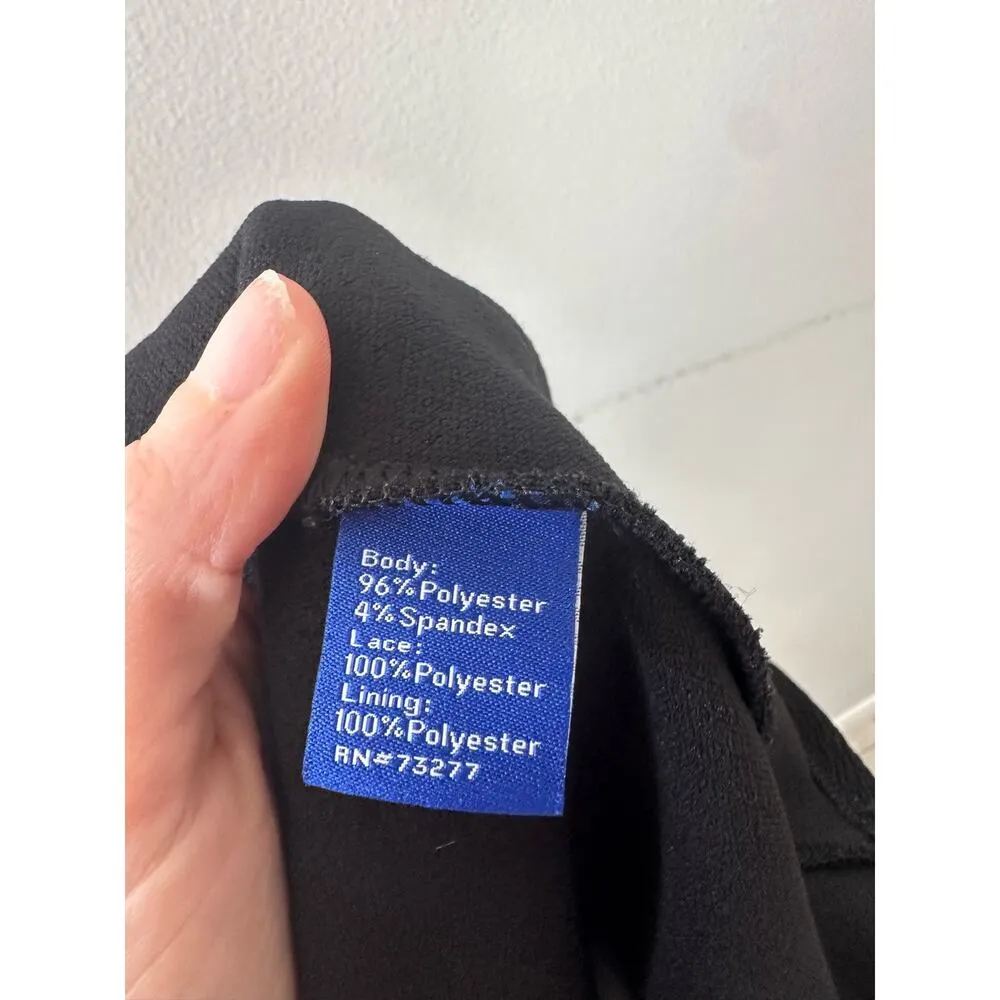 Body:
96%Polyester
4%Spandex
Lace:
100%Polyester
Lining:
100%Polyester
RN#73277